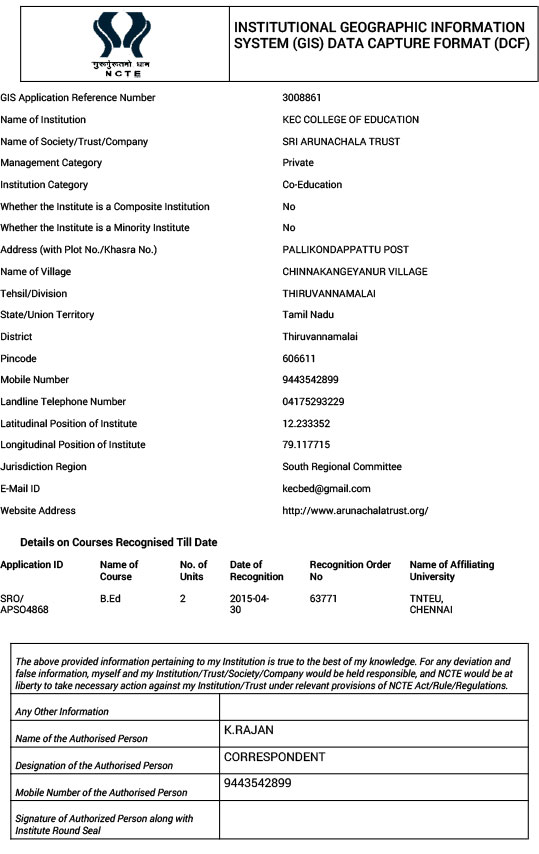 गुरुर्गुरुतमो धाम
NCTE
INSTITUTIONAL GEOGRAPHIC INFORMATION
SYSTEM (GIS) DATA CAPTURE FORMAT (DCF)
GIS Application Reference Number 3008861
Name of Institution KEC COLLEGE OF EDUCATION
Name of Society/Trust/Company SRI ARUNACHALA TRUST
Management Category Private
Institution Category Co-Education
Whether the Institute is a Composite Institution No
Whether the Institute is a Minority Institute No
Address (with Plot No./Khasra No.) PALLIKONDAPPATTU POST
Name of Village CHINNAKANGEYANUR VILLAGE
Tehsil/Division THIRUVANNAMALAI
State/Union Territory Tamil Nadu
District Thiruvannamalai
Pincode 606611
Mobile Number 9443542899
Landline Telephone Number 04175293229
Latitudinal Position of Institute 12.233352
Longitudinal Position of Institute 79.117715
Jurisdiction Region South Regional Committee
E-Mail ID kecbed@gmail.com
Website Address http://www.arunachalatrust.org/
Details on Courses Recognised Till Date
Application ID Name of No. of Date of Recognition Order Name of Affiliating
Course Units Recognition No University
SRO/ B.Ed 2 2015-04- 63771 TNTEU,
APSO4868 30 CHENNAI
The above provided information pertaining to my Institution is true to the best of my knowledge. For any deviation and
false information, myself and my Institution/Trust/Society/Company would be held responsible, and NCTE would be at
liberty to take necessary action against my Institution/Trust under relevant provisions of NCTE Act/Rule/Regulations.
Any Other Information
Name of the Authorised Person K.RAJAN
Designation of the Authorised Person CORRESPONDENT
Mobile Number of the Authorised Person 9443542899
Signature of Authorized Person along with
Institute Round Seal